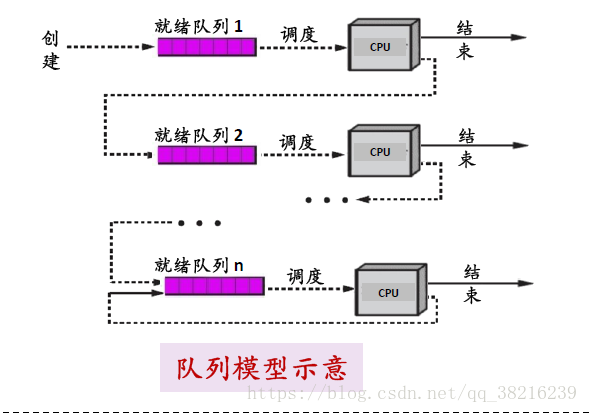 创建
就绪队列1
调度
CPU
结束
就绪队列2
调度
CPU
结束
就绪队列n
调度
CPU
结束
队列模型示意
https://blog.csdn.net/qq_38216239